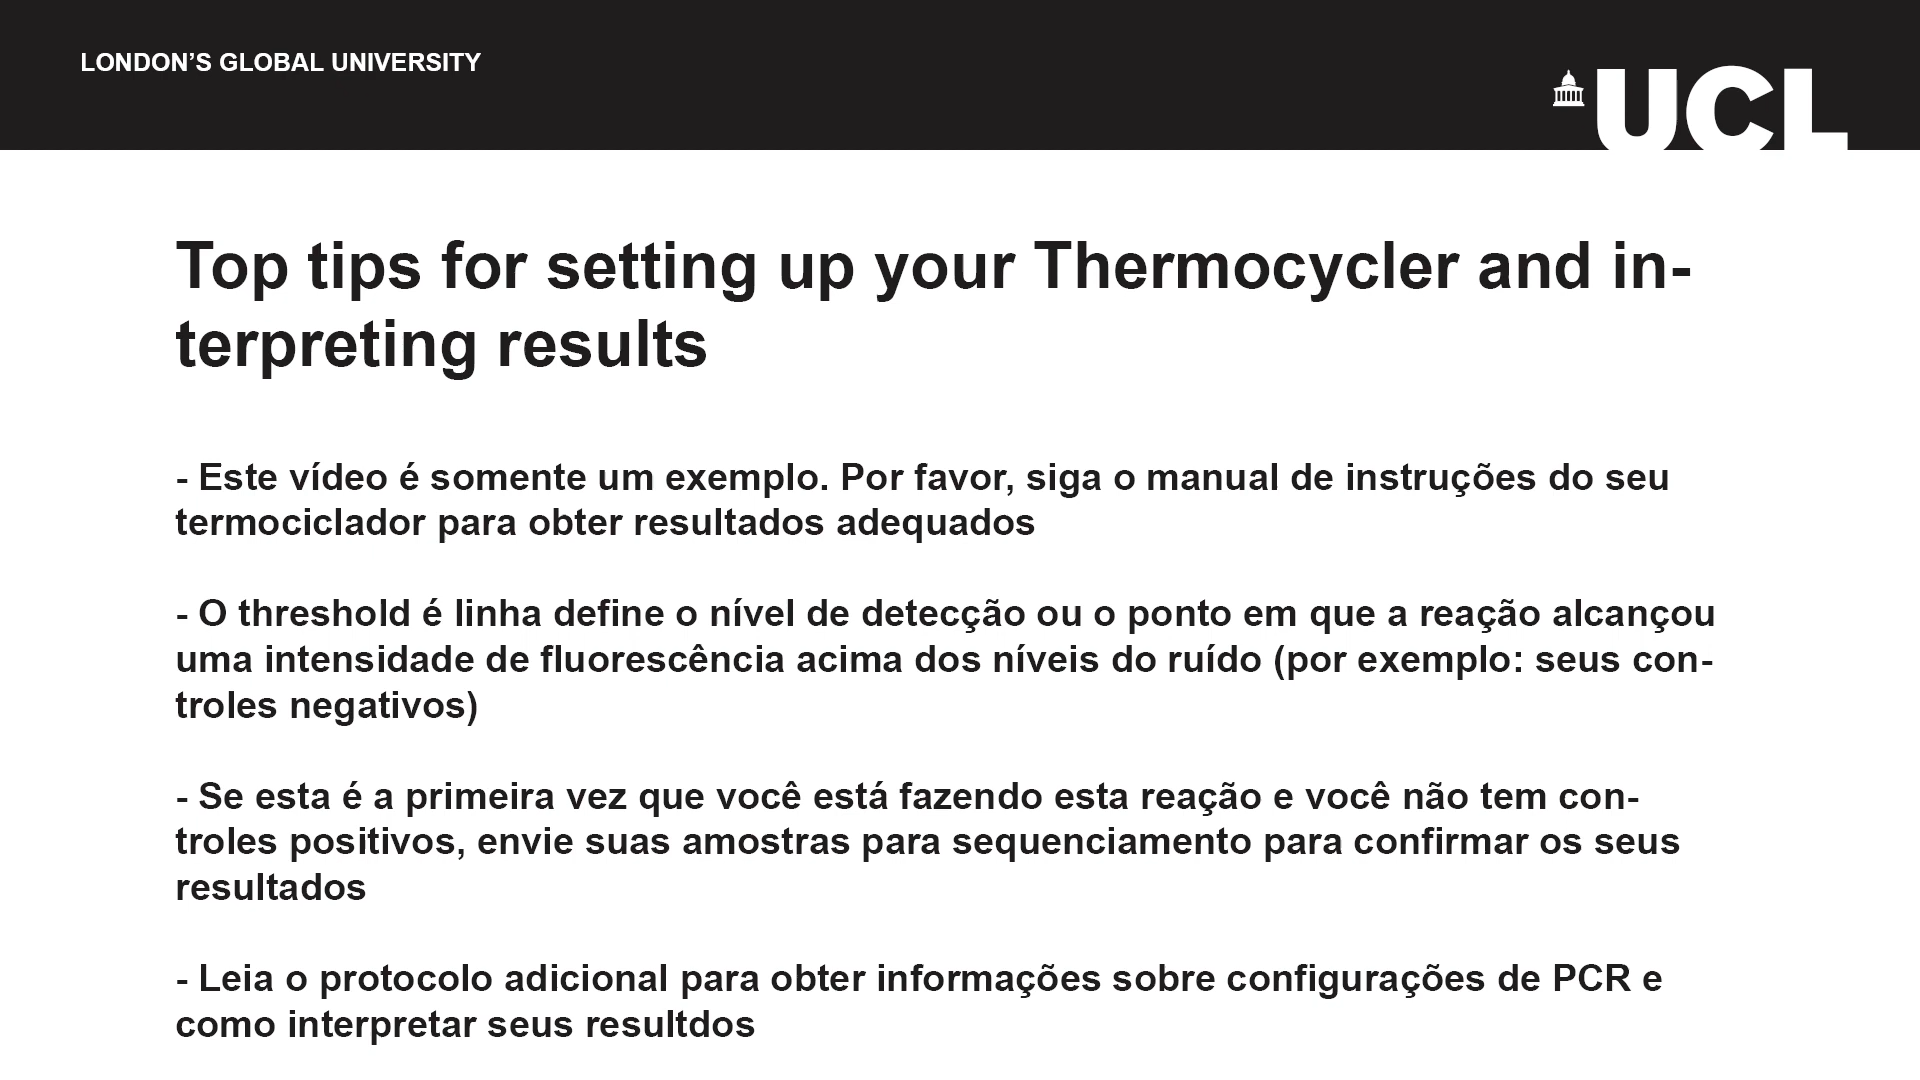 LONDON’S GLOBAL UNIVERSITY
UCL
Top tips for setting up your Thermocycler and in-
terpreting results
- Este vídeo é somente um exemplo. Por favor, siga o manual de instruções do seu
termociclador para obter resultados adequados
- O threshold é linha define o nível de detecção ou o ponto em que a reação alcançou
uma intensidade de fluorescência acima dos níveis do ruído (por exemplo: seus con-
troles negativos)
- Se esta é a primeira vez que você está fazendo esta reação e você não tem con-
troles positivos, envie suas amostras para sequenciamento para confirmar os seus
resultados
- Leia o protocolo adicional para obter informações sobre configurações de PCR e
como interpretar seus resultdos